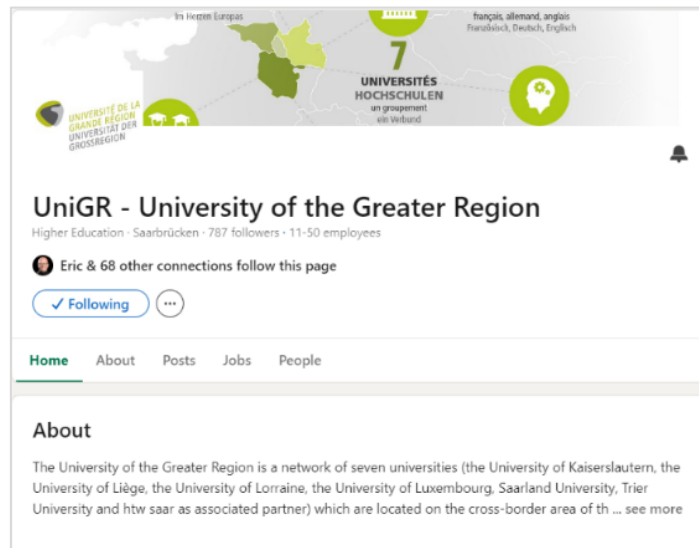 Im Herzen Europas
français, allemand, anglais
Französisch, Deutsch, Englisch
7
UNIVERSITÉS
HOCHSCHULEN
un groupement
ein Verbund
UNIVERSITÉ DE LA
GRANDE RÉGION
UNIVERSITÄT DER
GROSSREGION
UniGR - University of the Greater Region
Higher Education · Saarbrücken · 787 followers · 11-50 employees
Eric & 68 other connections follow this page
✓ Following
Home About Posts Jobs People
About
The University of the Greater Region is a network of seven universities (the University of Kaiserslautern, the
University of Liège, the University of Lorraine, the University of Luxembourg, Saarland University, Trier
University and htw saar as associated partner) which are located on the cross-border area of th ... see more